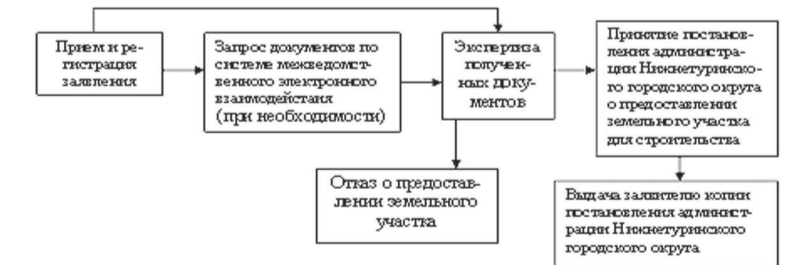 Прием и ре-
гистрация
заявления
Запрос документов по
системе межведомст-
венного электронного
взаимодействия
(при необходимости)
Экспертиза
получен-
ных доку-
ментов
Принятие постанов-
ления администра-
ции Нижнетуринско-
го городского округа
о предоставлении
земельного участка
для строительства
Отказ о предостав-
лении земельного
участка
Выдача заявителю копии
постановления админист-
рации Нижнетуринского
городского округа